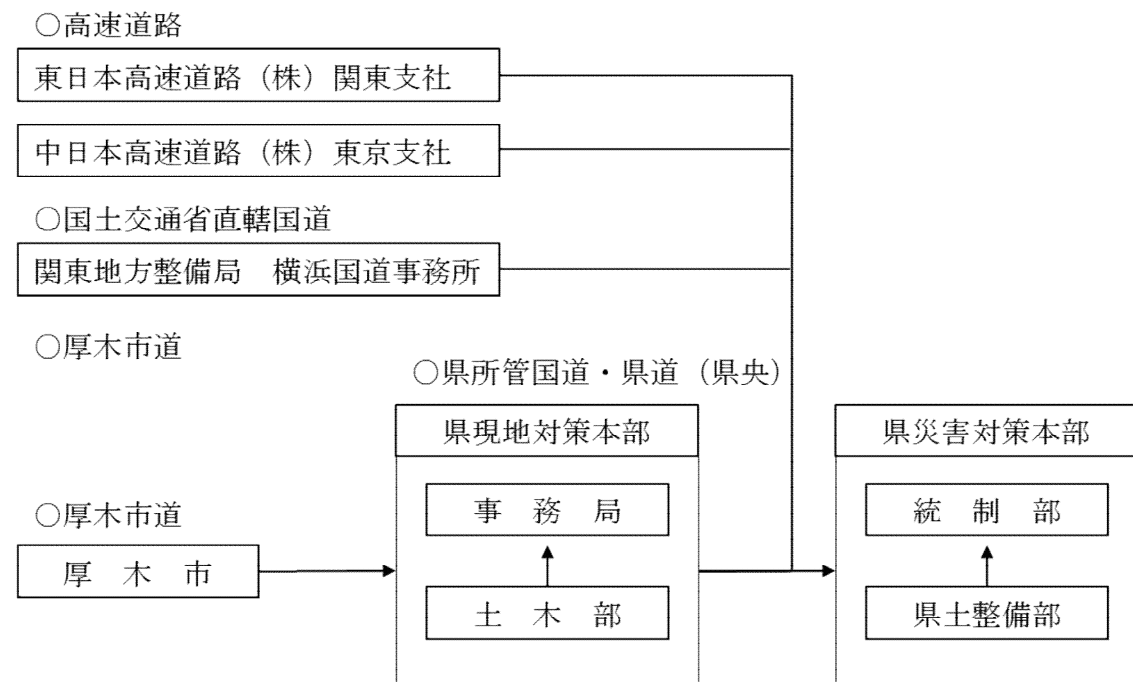 ○高速道路
東日本高速道路（株）関東支社
中日本高速道路（株）東京支社
○国土交通省直轄国道
関東地方整備局　横浜国道事務所
○厚木市道
○県所管国道・県道（県央）
県現地対策本部
県災害対策本部
事　務　局
統　制　部
○厚木市道
厚　木　市
土　木　部
県土整備部